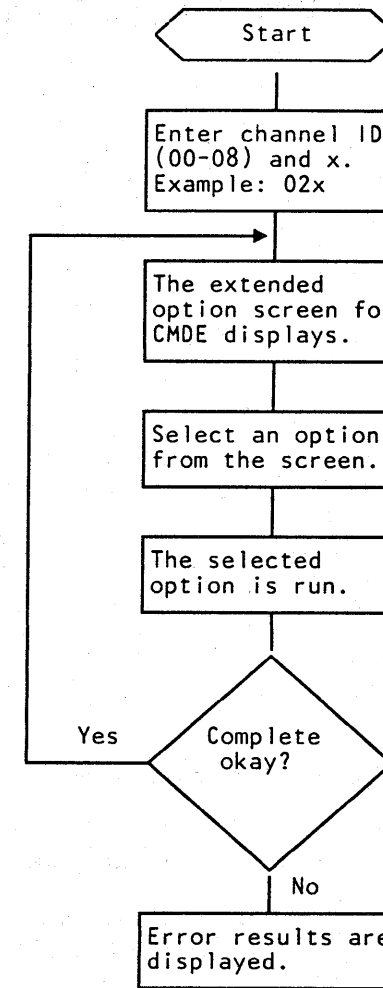 Start
Enter channel ID
(00-08) and x.
Example: 02x
The extended
option screen fo
CMDE displays.
Select an option
from the screen.
The selected
option is run.
Yes
Complete
okay?
No
Error results are
displayed.